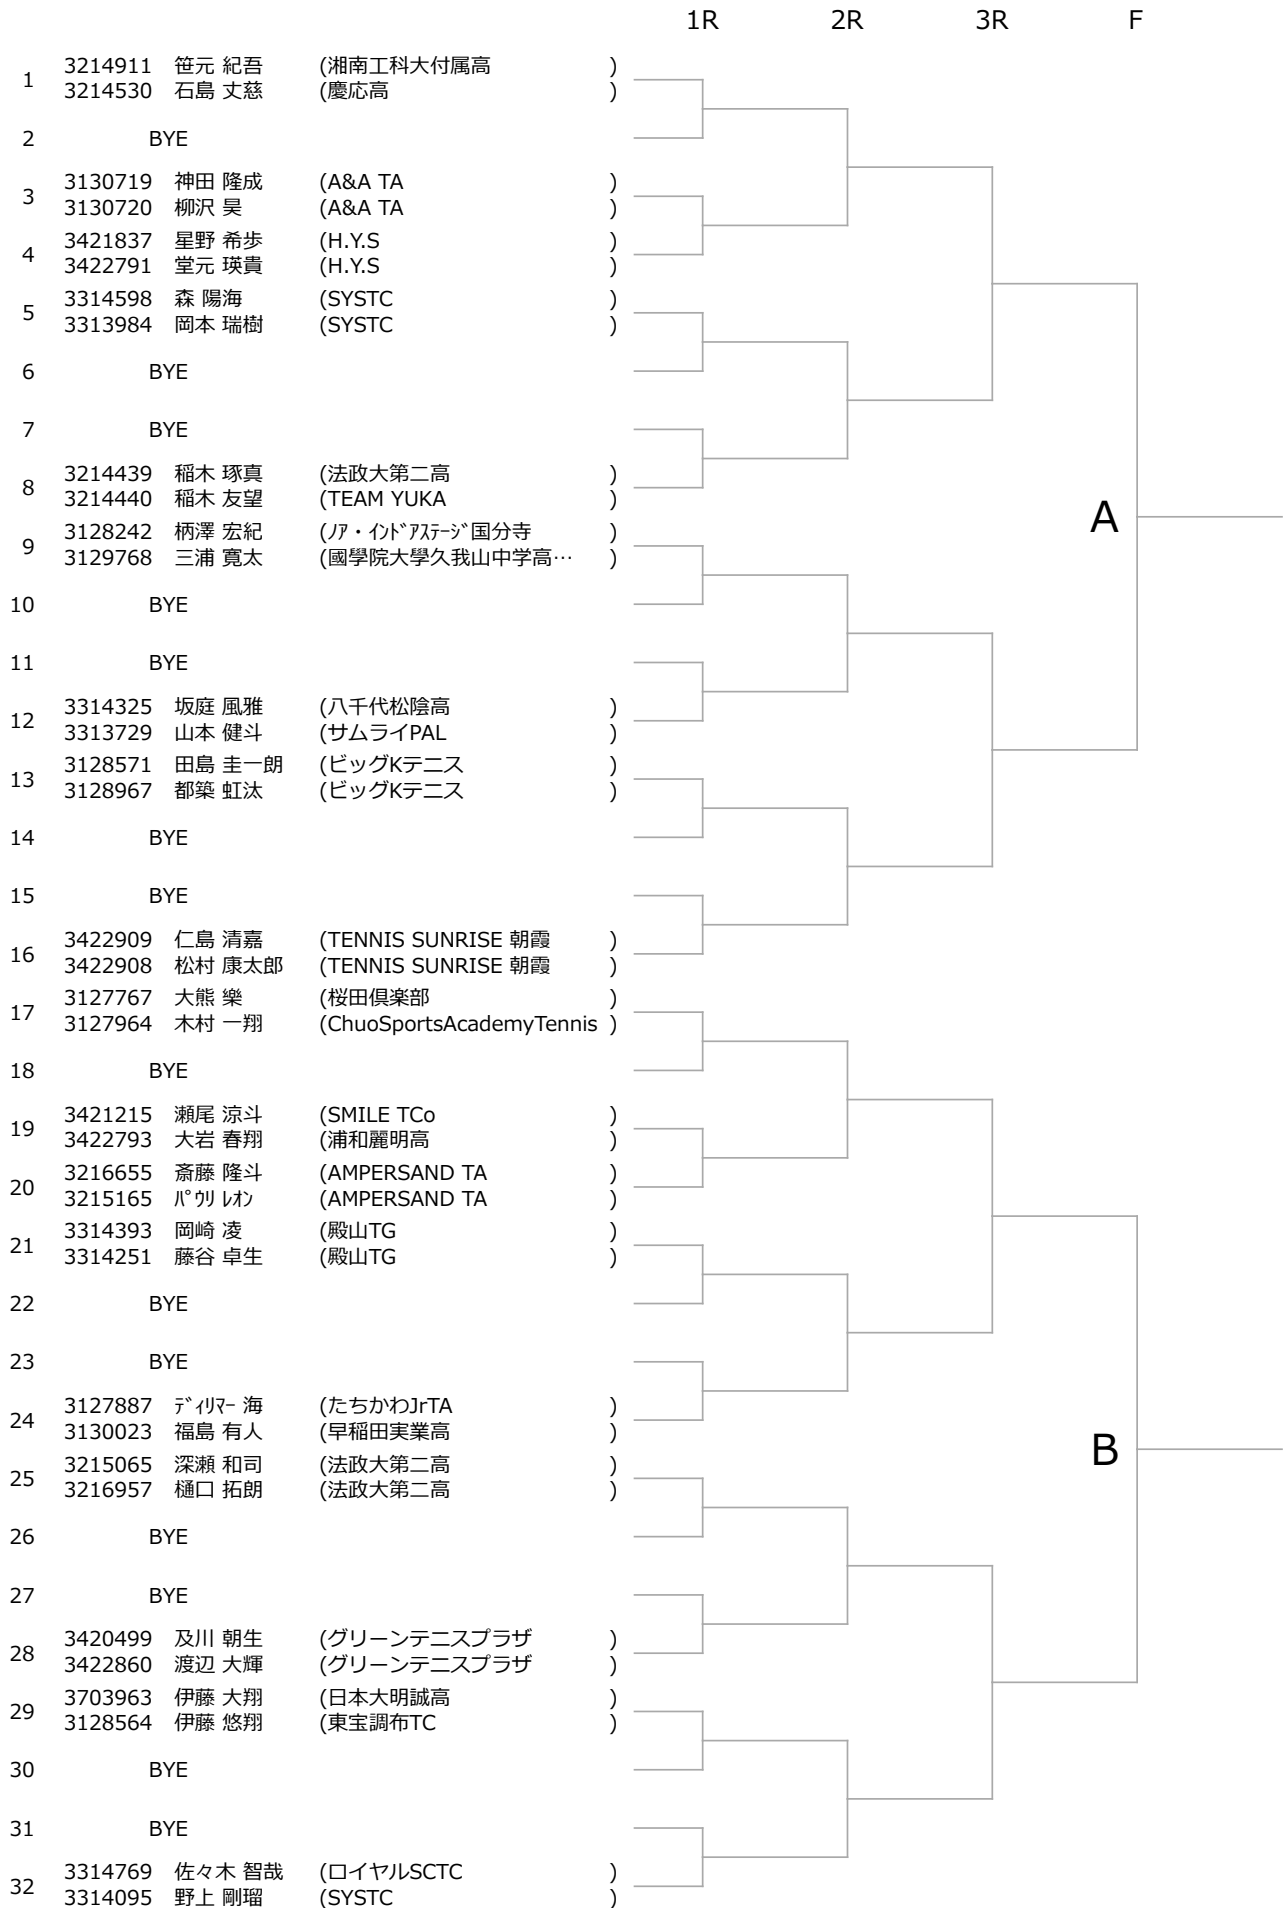 1R 2R 3R F
1 3214911 笹元 紀吾 (湘南工科大付属高 )
3214530 石島 丈慈 (慶応高 )
2 BYE
3 3130719 神田 隆成 (A&A TA )
3130720 柳沢 昊 (A&A TA )
4 3421837 星野 希歩 (H.Y.S )
3422791 堂元 瑛貴 (H.Y.S )
5 3314598 森 陽海 (SYSTC )
3313984 岡本 瑞樹 (SYSTC )
6 BYE
7 BYE
8 3214439 稲木 琢真 (法政大第二高 )
3214440 稲木 友望 (TEAM YUKA )
A
9 3128242 柄澤 宏紀 (ﾉｱ・ｲﾝﾄﾞｱｽﾃｰｼﾞ国分寺 )
3129768 三浦 寛太 (國學院大學久我山中学高… )
10 BYE
11 BYE
12 3314325 坂庭 風雅 (八千代松陰高 )
3313729 山本 健斗 (サムライPAL )
13 3128571 田島 圭一朗 (ビッグKテニス )
3128967 都築 虹汰 (ビッグKテニス )
14 BYE
15 BYE
16 3422909 仁島 清嘉 (TENNIS SUNRISE 朝霞 )
3422908 松村 康太郎 (TENNIS SUNRISE 朝霞 )
17 3127767 大熊 樂 (桜田倶楽部 )
3127964 木村 一翔 (ChuoSportsAcademyTennis )
18 BYE
19 3421215 瀬尾 涼斗 (SMILE TCo )
3422793 大岩 春翔 (浦和麗明高 )
20 3216655 斎藤 隆斗 (AMPERSAND TA )
3215165 ﾊﾟｳﾘ ﾚｵﾝ (AMPERSAND TA )
21 3314393 岡崎 凌 (殿山TG )
3314251 藤谷 卓生 (殿山TG )
22 BYE
23 BYE
24 3127887 ﾃﾞｨﾘﾏｰ 海 (たちかわJrTA )
3130023 福島 有人 (早稲田実業高 )
B
25 3215065 深瀬 和司 (法政大第二高 )
3216957 樋口 拓朗 (法政大第二高 )
26 BYE
27 BYE
28 3420499 及川 朝生 (グリーンテニスプラザ )
3422860 渡辺 大輝 (グリーンテニスプラザ )
29 3703963 伊藤 大翔 (日本大明誠高 )
3128564 伊藤 悠翔 (東宝調布TC )
30 BYE
31 BYE
32 3314769 佐々木 智哉 (ロイヤルSCTC )
3314095 野上 剛瑠 (SYSTC )